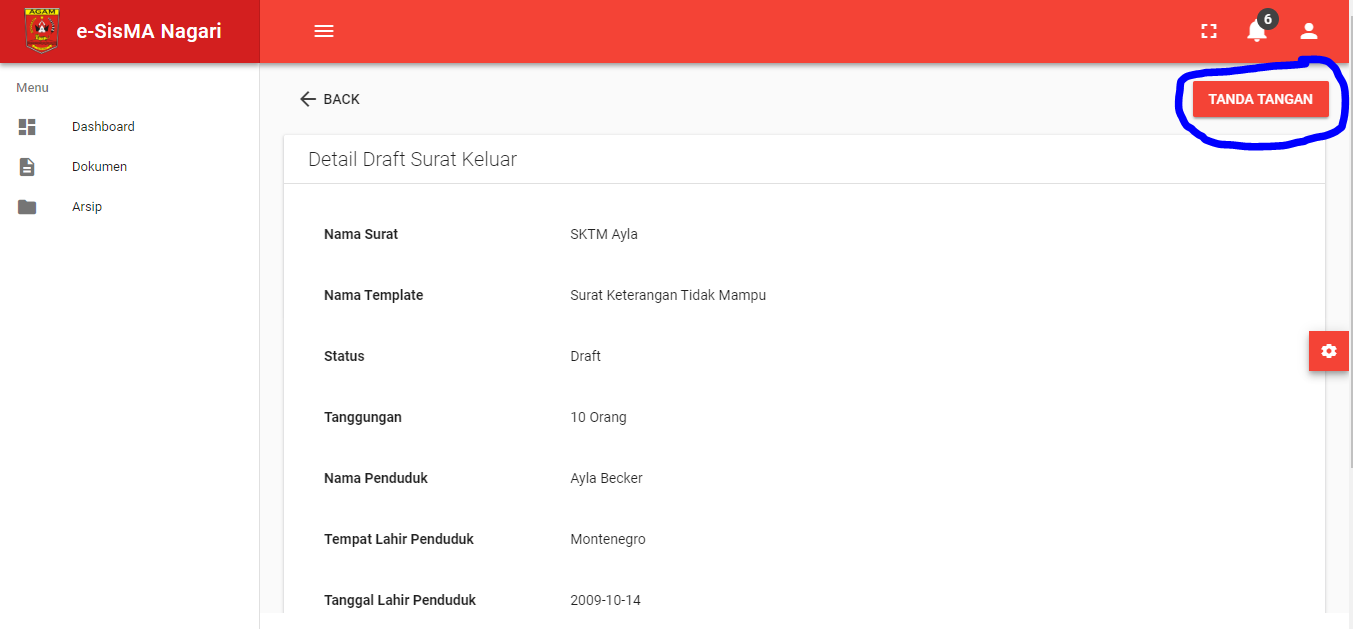 AGAM
e-SisMA Nagari
6
Menu
Dashboard
Dokumen
Arsip
BACK
TANDA TANGAN
Detail Draft Surat Keluar
Nama Surat SKTM Ayla
Nama Template Surat Keterangan Tidak Mampu
Status Draft
Tanggungan 10 Orang
Nama Penduduk Ayla Becker
Tempat Lahir Penduduk Montenegro
Tanggal Lahir Penduduk 2009-10-14